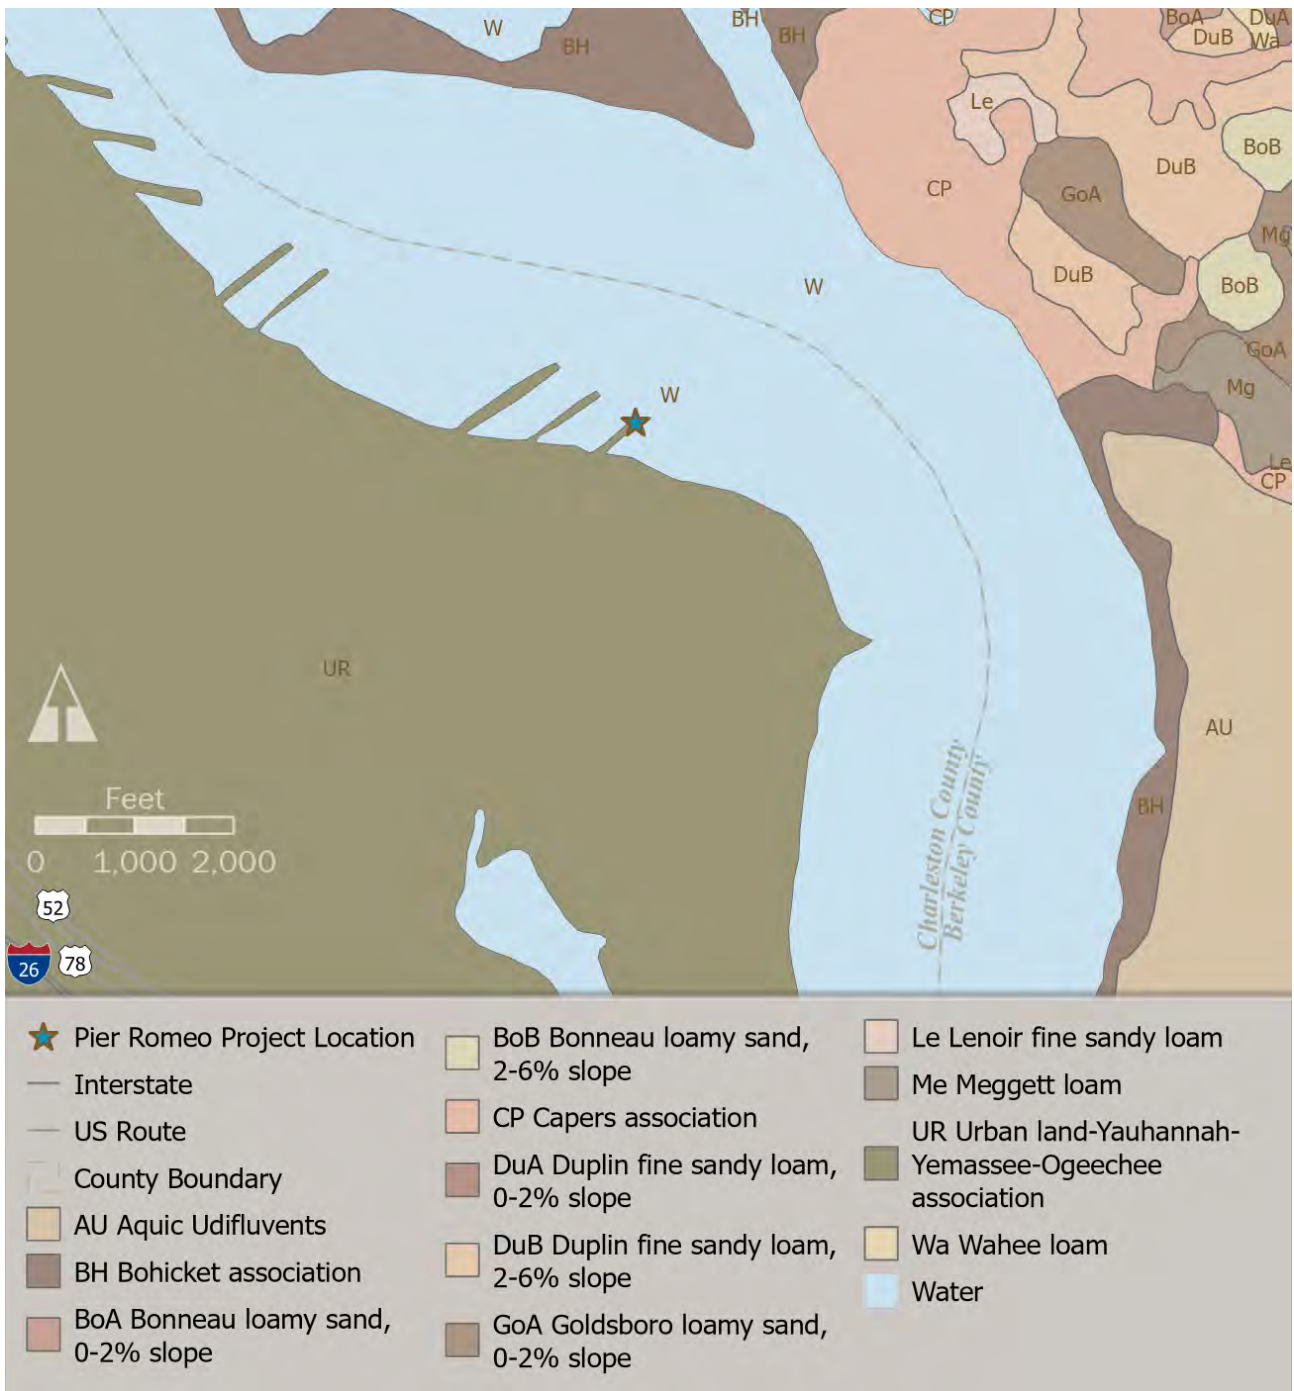 W
BH
BH
BH
CP
BoA
DuA
DuB
Wa
Le
BoB
DuB
CP
GoA
Mg
DuB
BoB
W
GoA
Mg
W
Le
CP
UR
AU
BH
Charleston County
Berkeley County
Feet
0 1,000 2,000
52
26
78
Pier Romeo Project Location
Interstate
US Route
County Boundary
AU Aquic Udifluvents
BH Bohicket association
BoA Bonneau loamy sand,
0-2% slope
BoB Bonneau loamy sand,
2-6% slope
CP Capers association
DuA Duplin fine sandy loam,
0-2% slope
DuB Duplin fine sandy loam,
2-6% slope
GoA Goldsboro loamy sand,
0-2% slope
Le Lenoir fine sandy loam
Me Meggett loam
UR Urban land-Yauhannah-
Yemassee-Ogeechee
association
Wa Wahee loam
Water